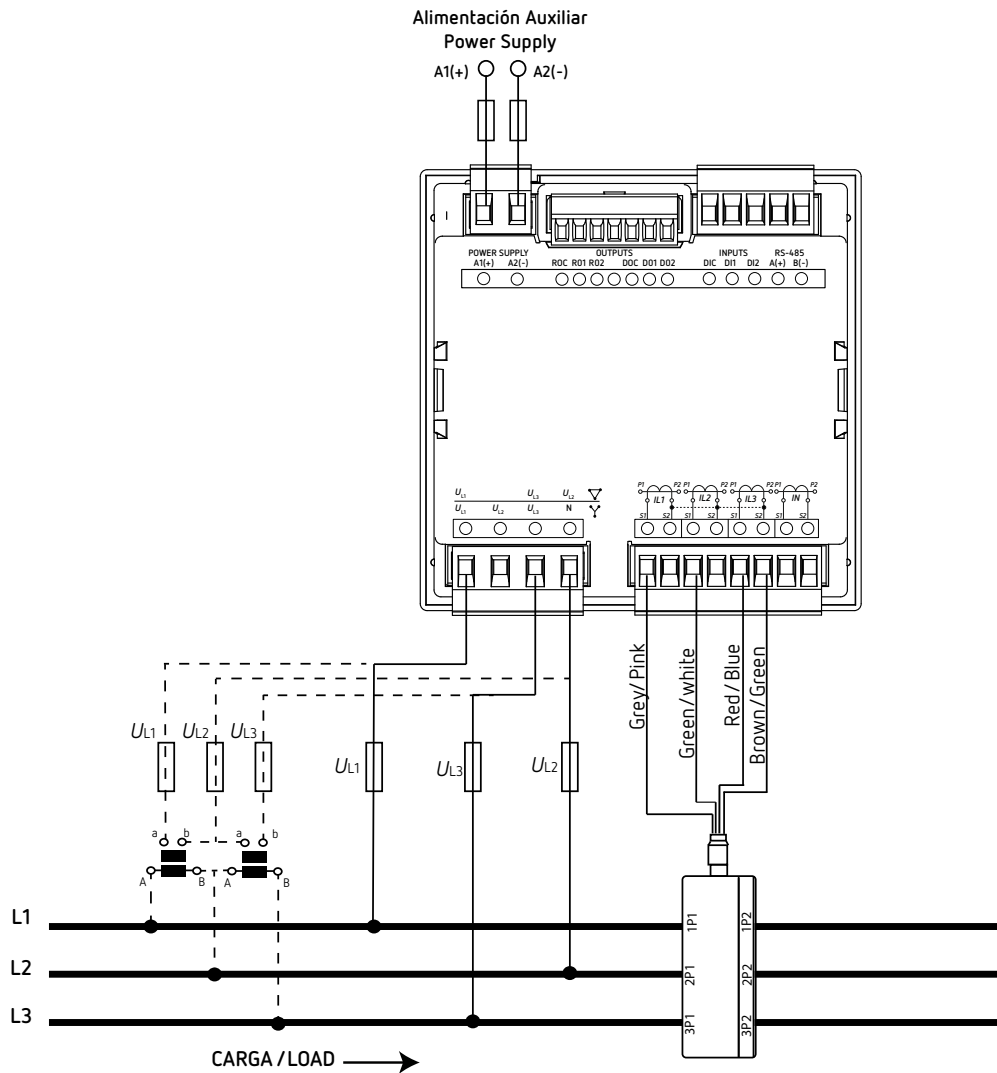 Alimentación Auxiliar
Power Supply
A1(+) A2(-)
POWER SUPPLY OUTPUTS INPUTS RS-485
A1(+) A2(-) ROC RO1 RO2 DOC DO1 DO2 DIC DI1 DI2 A(+) B(-)
P1 P2 P1 P2 P1 P2 P1 P2
IL1 IL2 IL3 IN
UL1 UL3 UL2
UL1 UL2 UL3 N
S1 S2 S1 S2 S1 S2 S1 S2
Grey/Pink
Green/white
Red/Blue
Brown/Green
UL1 UL2 UL3
UL1 UL3 UL2
a b a b
A B A B
L1
1P1 1P2
L2
2P1 2P2
L3
3P1 3P2
CARGA/LOAD